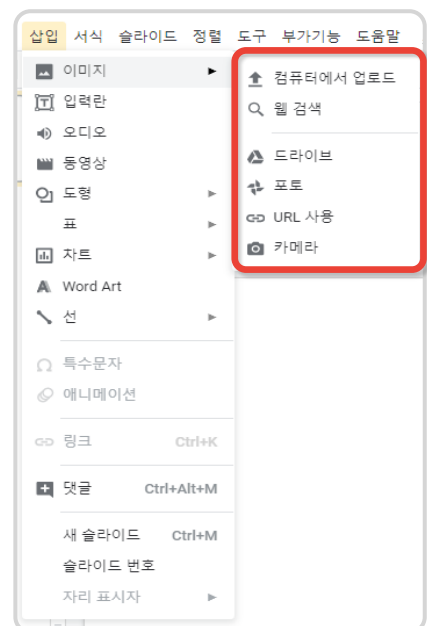 삽입 서식 슬라이드 정렬 도구 부가기능 도움말
이미지
입력란
오디오
동영상
도형
표
차트
Word Art
선
특수문자
애니메이션
링크 Ctrl+K
댓글 Ctrl+Alt+M
새 슬라이드 Ctrl+M
슬라이드 번호
자리 표시자
컴퓨터에서 업로드
웹 검색
드라이브
포토
URL 사용
카메라